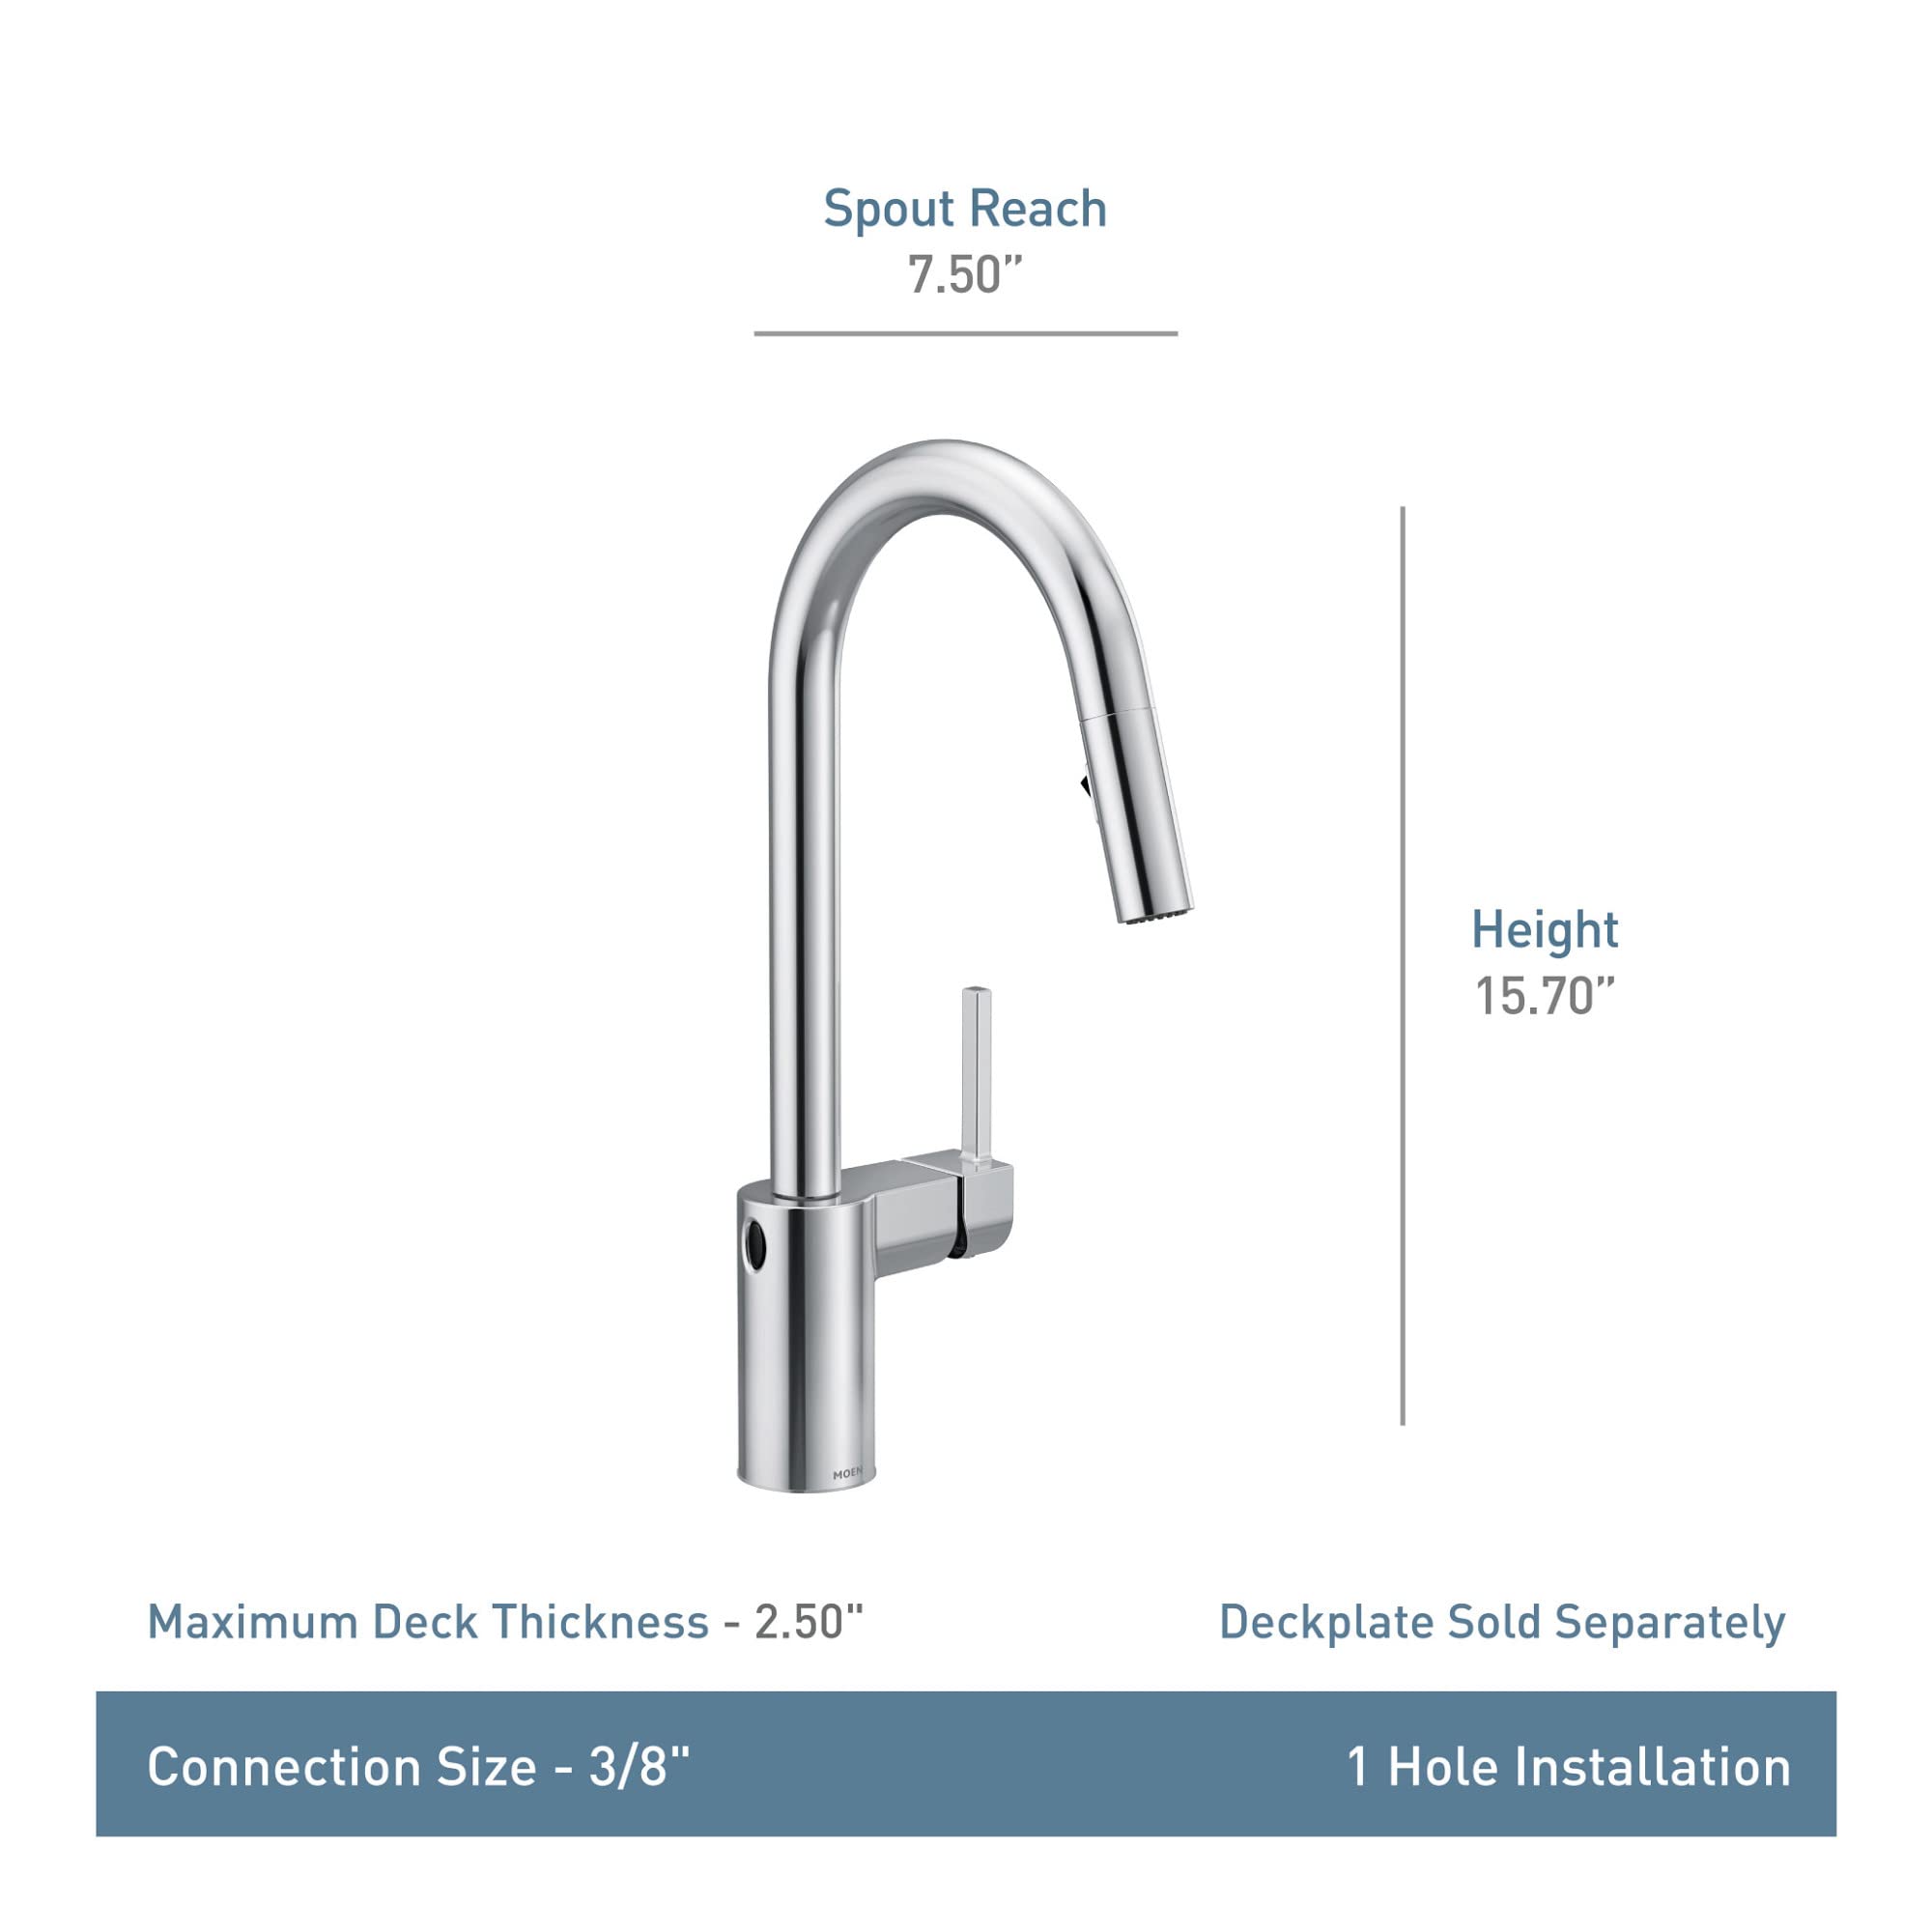 Spout Reach
7.50”
Height
15.70”
MOEN
Maximum Deck Thickness - 2.50"
Deckplate Sold Separately
Connection Size - 3/8"
1 Hole Installation